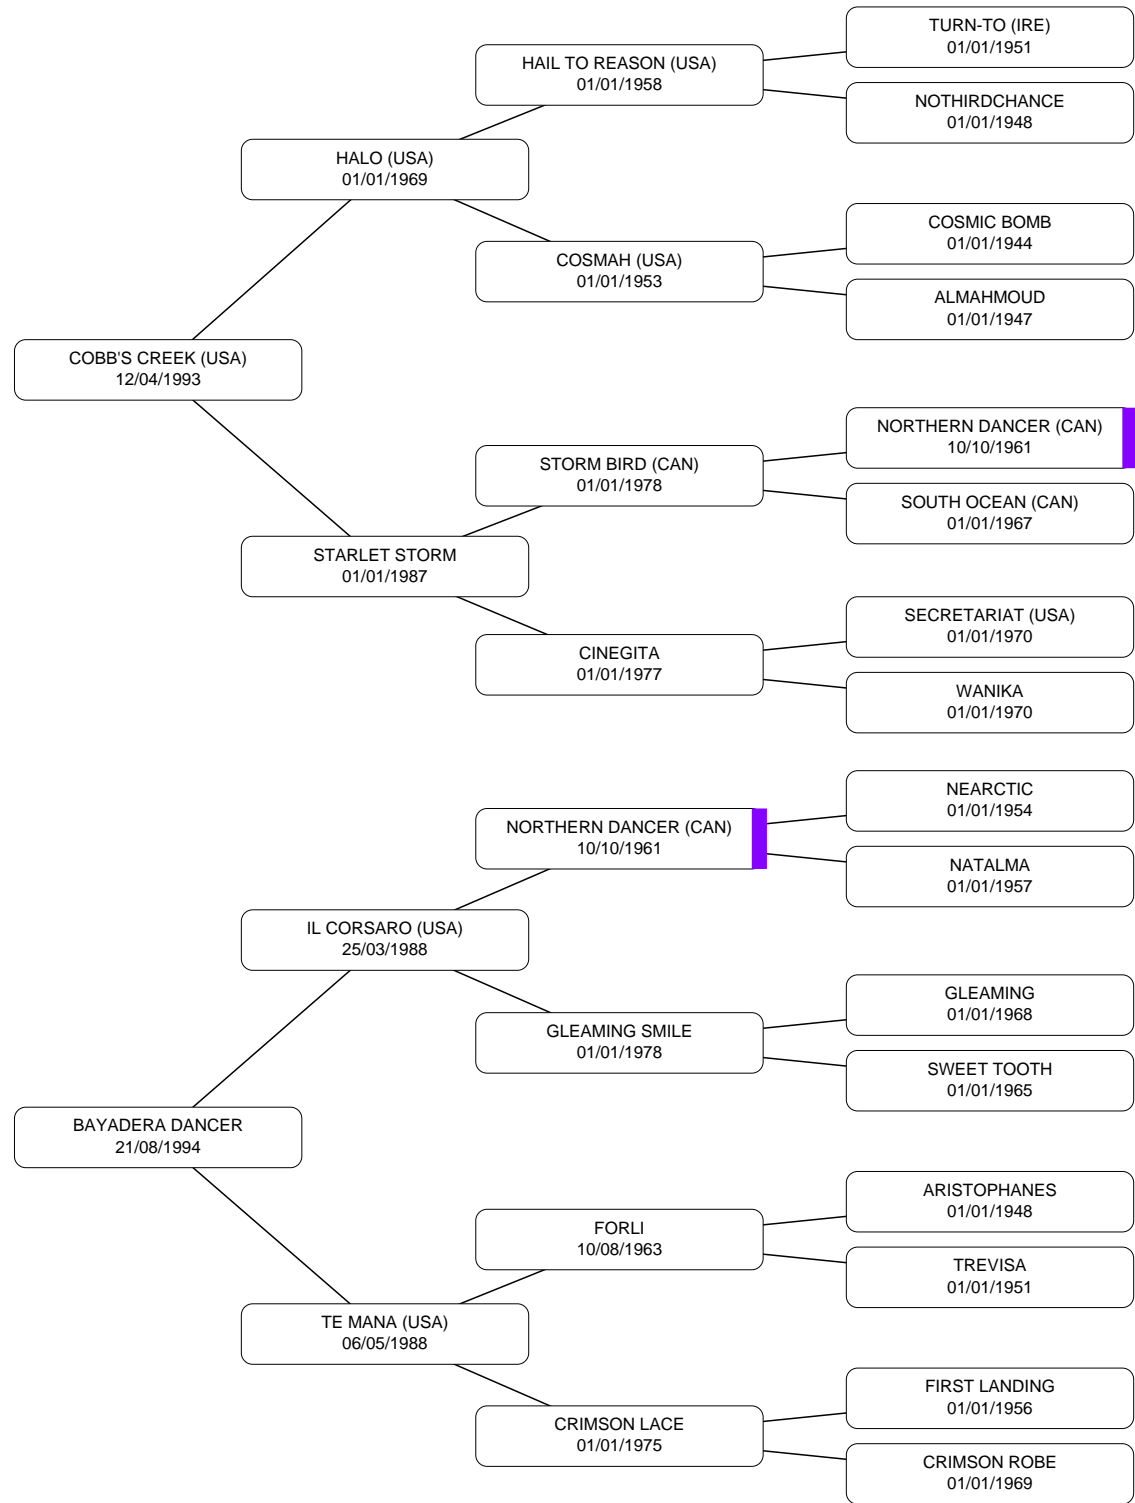 TURN-TO (IRE)
01/01/1951
HAIL TO REASON (USA)
01/01/1958
NOTHIRDCHANCE
01/01/1948
HALO (USA)
01/01/1969
COSMIC BOMB
01/01/1944
COSMAH (USA)
01/01/1953
ALMAHMOUD
01/01/1947
COBB'S CREEK (USA)
12/04/1993
NORTHERN DANCER (CAN)
10/10/1961
STORM BIRD (CAN)
01/01/1978
SOUTH OCEAN (CAN)
01/01/1967
STARLET STORM
01/01/1987
SECRETARIAT (USA)
01/01/1970
CINEGITA
01/01/1977
WANIKA
01/01/1970
NEARCTIC
01/01/1954
NORTHERN DANCER (CAN)
10/10/1961
NATALMA
01/01/1957
IL CORSARO (USA)
25/03/1988
GLEAMING
01/01/1968
GLEAMING SMILE
01/01/1978
SWEET TOOTH
01/01/1965
BAYADERA DANCER
21/08/1994
ARISTOPHANES
01/01/1948
FORLI
10/08/1963
TREVISA
01/01/1951
TE MANA (USA)
06/05/1988
FIRST LANDING
01/01/1956
CRIMSON LACE
01/01/1975
CRIMSON ROBE
01/01/1969